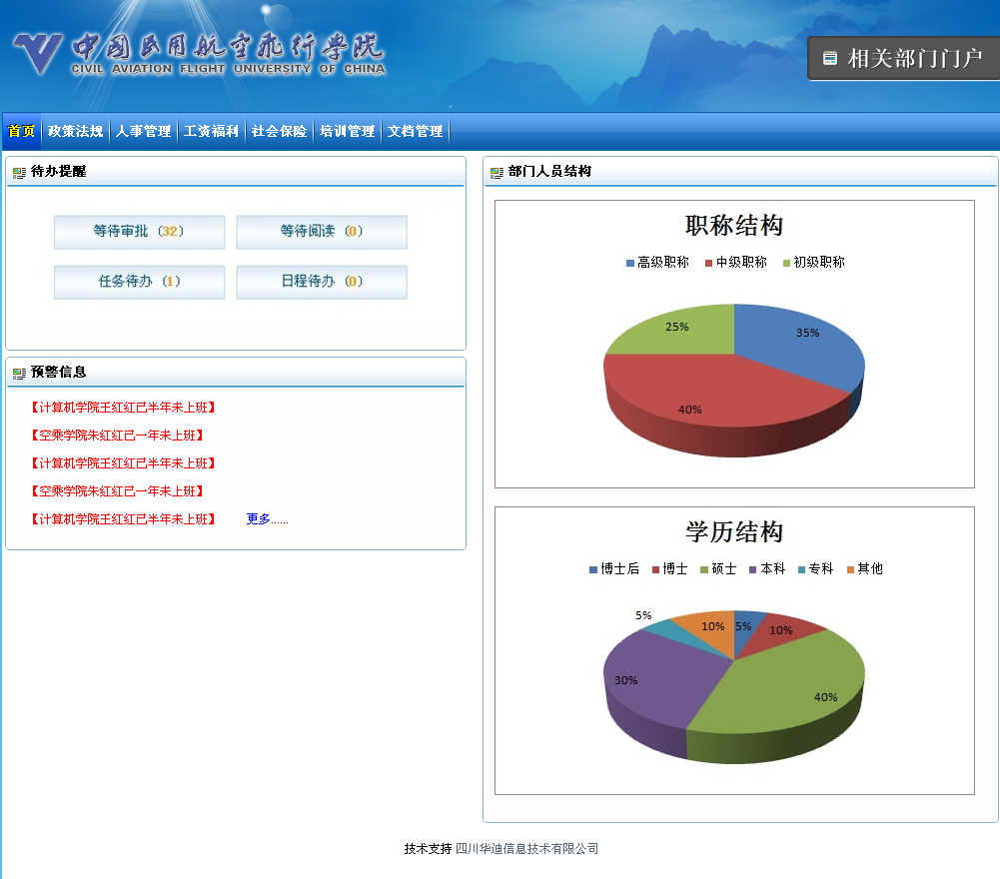 中国民用航空飞行学院
CIVIL AVIATION FLIGHT UNIVERSITY OF CHINA
相关部门门户
首页 政策法规 人事管理 工资福利 社会保险 培训管理 文档管理
待办提醒
等待审批（32） 等待阅读（0）
任务待办（1） 日程待办（0）
预警信息
【计算机学院王红红已半年未上班】
【空乘学院朱红红已一年未上班】
【计算机学院王红红已半年未上班】
【空乘学院朱红红已一年未上班】
【计算机学院王红红已半年未上班】 更多......
部门人员结构
职称结构
高级职称 中级职称 初级职称
25% 35%
40%
学历结构
博士后 博士 硕士 本科 专科 其他
5% 10% 5% 10%
30% 40%
技术支持 四川华迪信息技术有限公司